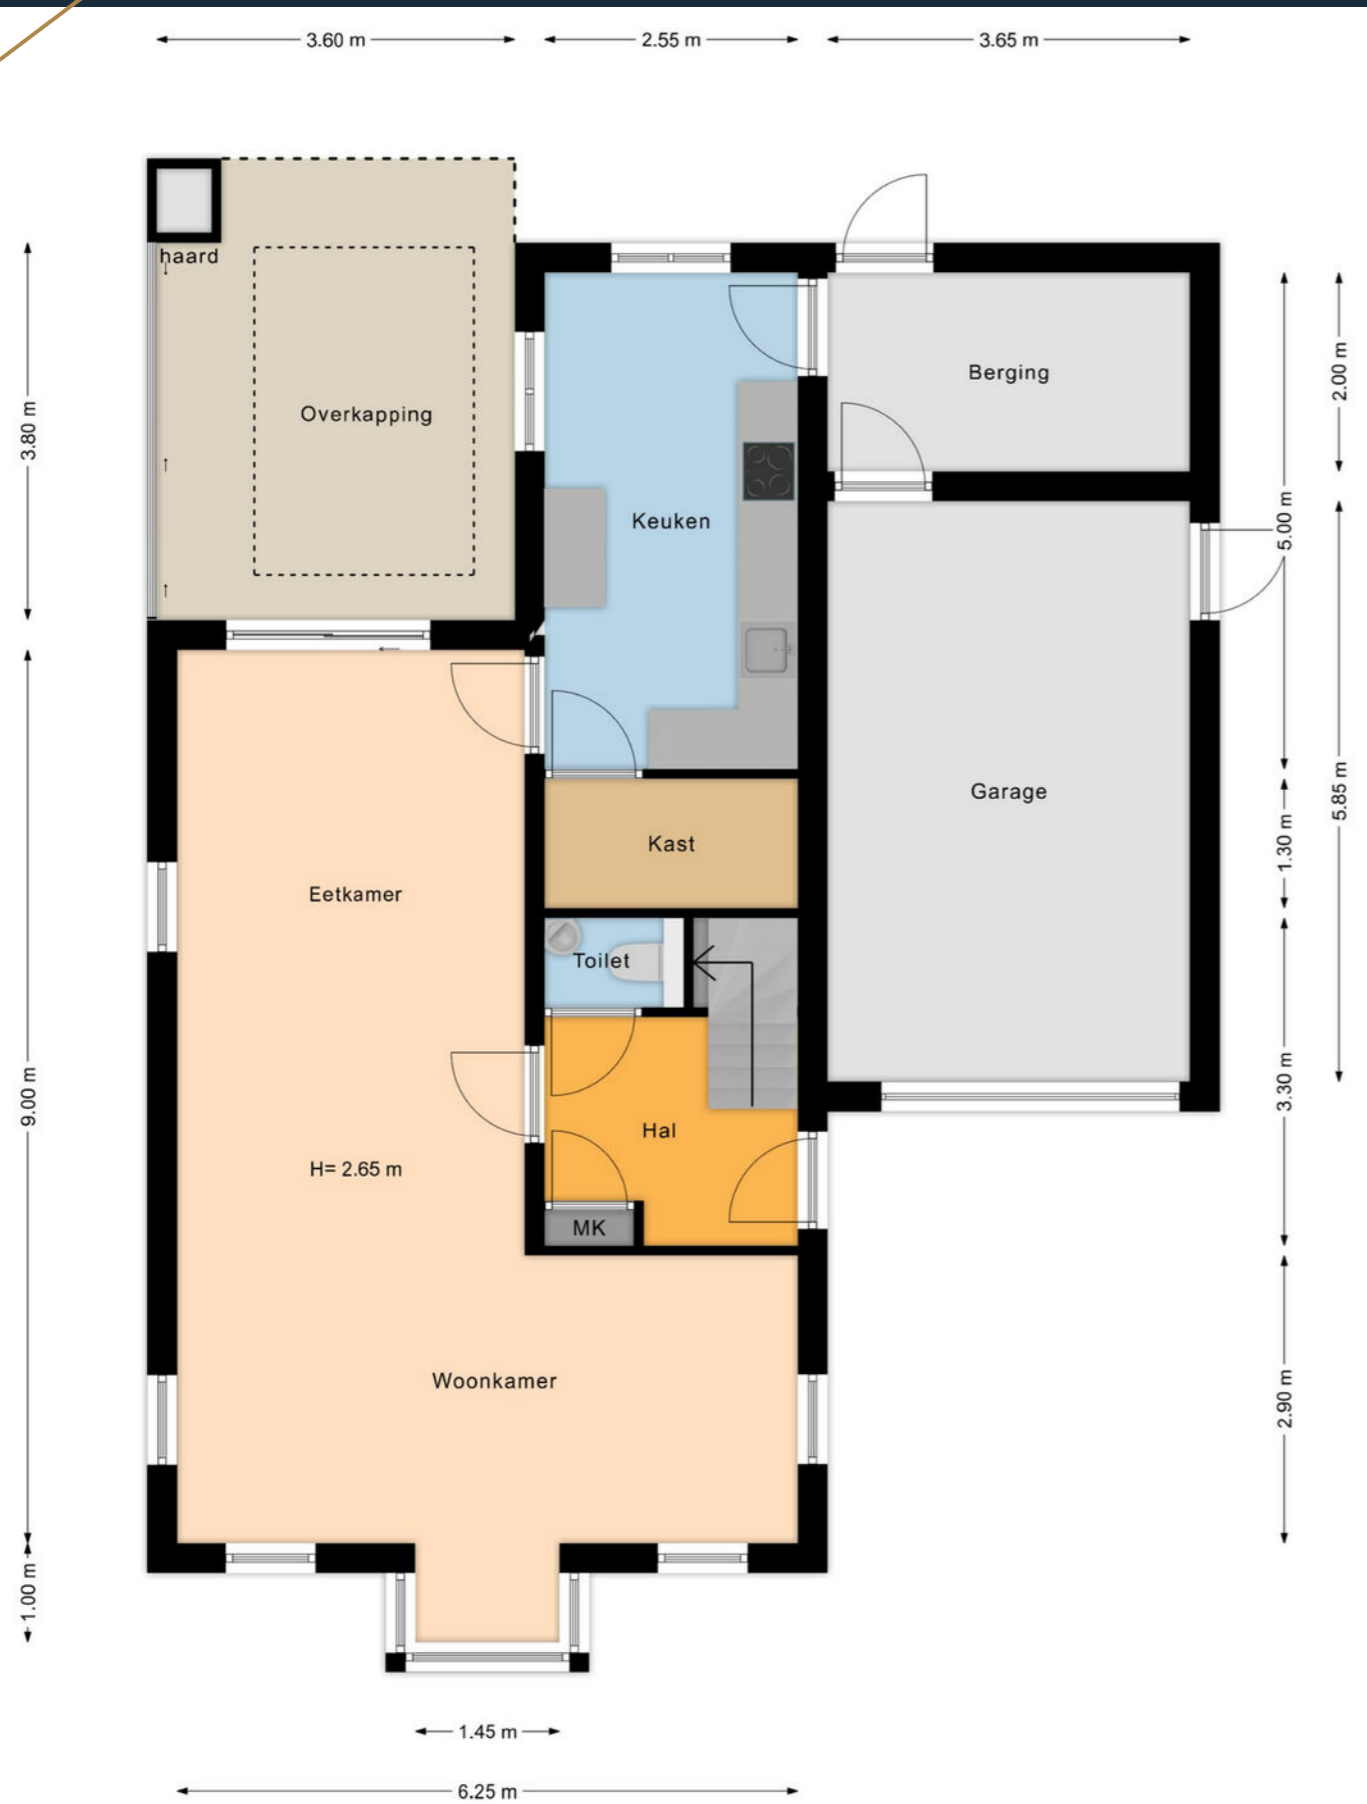 3.60 m
2.55 m
3.65 m
haard
Overkapping
Berging
Keuken
3.80 m
2.00 m
5.00 m
Garage
5.85 m
Kast
1.30 m
Eetkamer
Toilet
9.00 m
3.30 m
Hal
H= 2.65 m
MK
Woonkamer
2.90 m
1.00 m
1.45 m
6.25 m